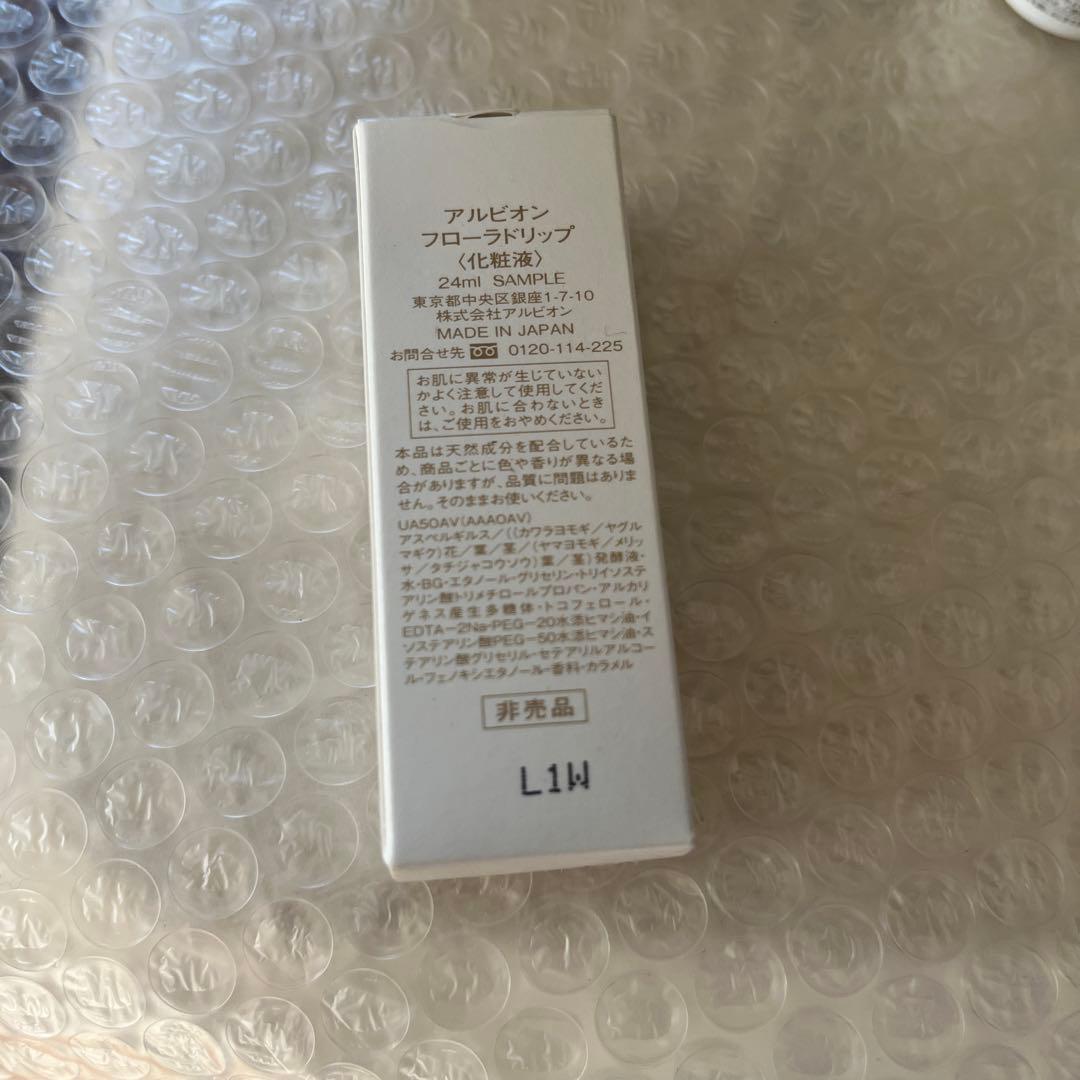 アルビオン
フローラドリップ
〈化粧液〉
24ml SAMPLE
東京都中央区銀座1-7-10
株式会社アルビオン
MADE IN JAPAN
お問合せ先 0120-114-225
お肌に異常が生じていない
かよく注意して使用してくだ
さい。お肌に合わないとき
は、ご使用をおやめください。
本品は天然成分を配合しているた
め、商品ごとに色や香りが異なる場
合がありますが、品質に問題はありま
せん。そのままお使いください。
UA50AV(AAA0AV)
アスペルギルス／((カワラヨモギ／ヤグル
マギク)花／葉／茎／(ヤマヨモギ／メリッ
サ／タチジャコウソウ)葉／茎)発酵液・
水・BG・エタノール・グリセリン・トリイソステ
アリン酸トリメチロールプロパン・アルカリ
ゲネス産生多糖体・トコフェロール・
EDTA－2Na・PEG－20水添ヒマシ油・イ
ソステアリン酸PEG－50水添ヒマシ油・ス
テアリン酸グリセリル・セテアリルアルコー
ル・フェノキシエタノール・香料・カラメル
非売品
L1W